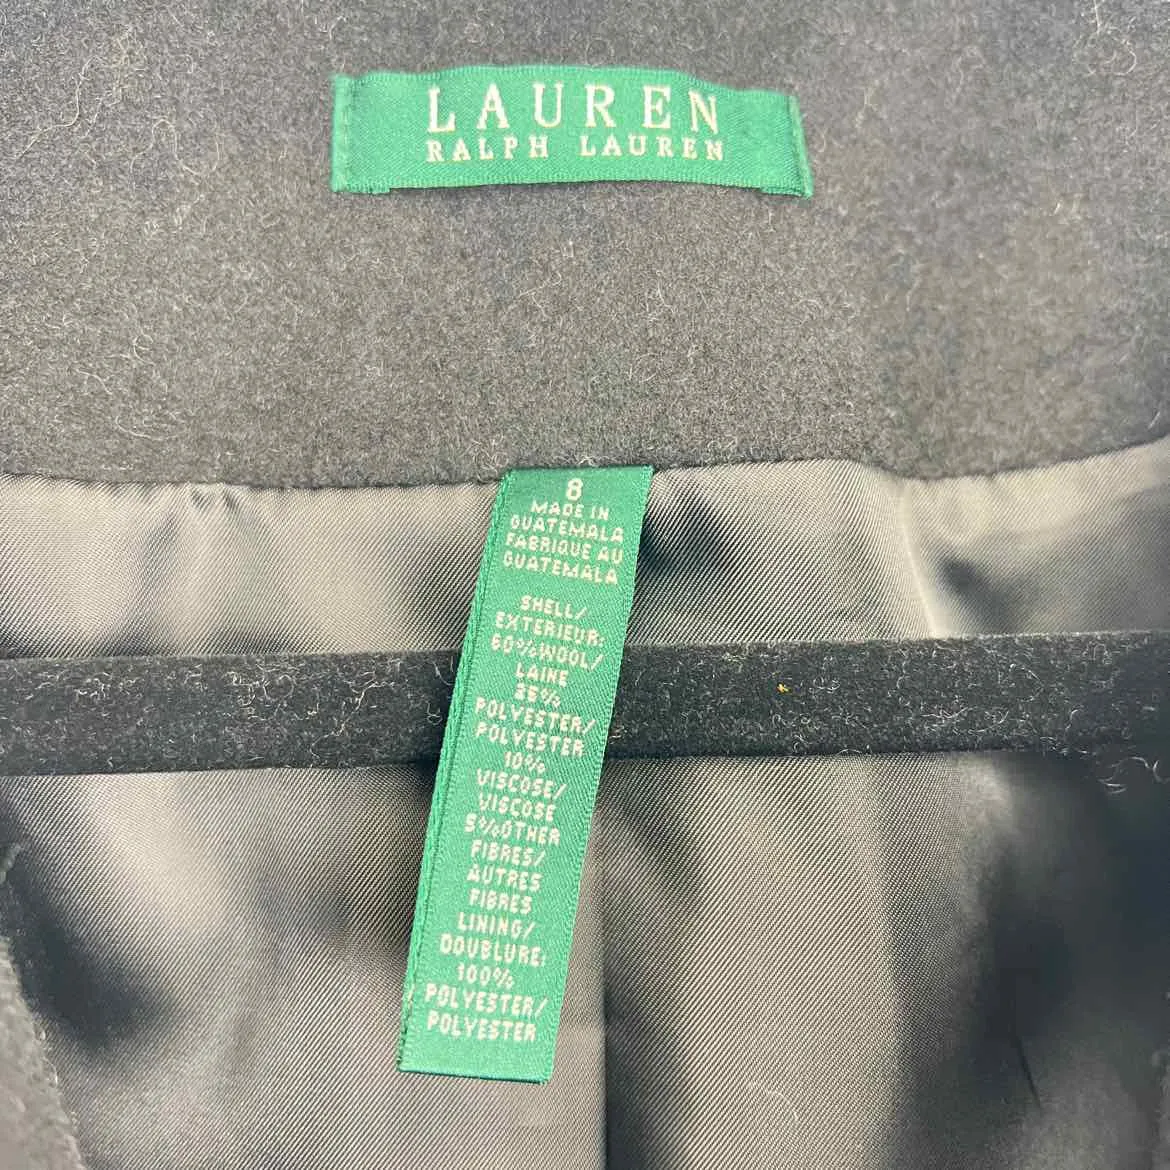 LAUREN
RALPH LAUREN
8
MADE IN
GUATEMALA
FABRIQUE AU
GUATEMALA
SHELL/
EXTERIEUR:
60%WOOL/
LAINE
25%
POLYESTER/
POLYESTER
10%
VISCOSE/
VISCOSE
5%OTHER
FIBRES/
AUTRES
FIBRES
LINING/
DOUBLURE:
100%
POLYESTER/
POLYESTER